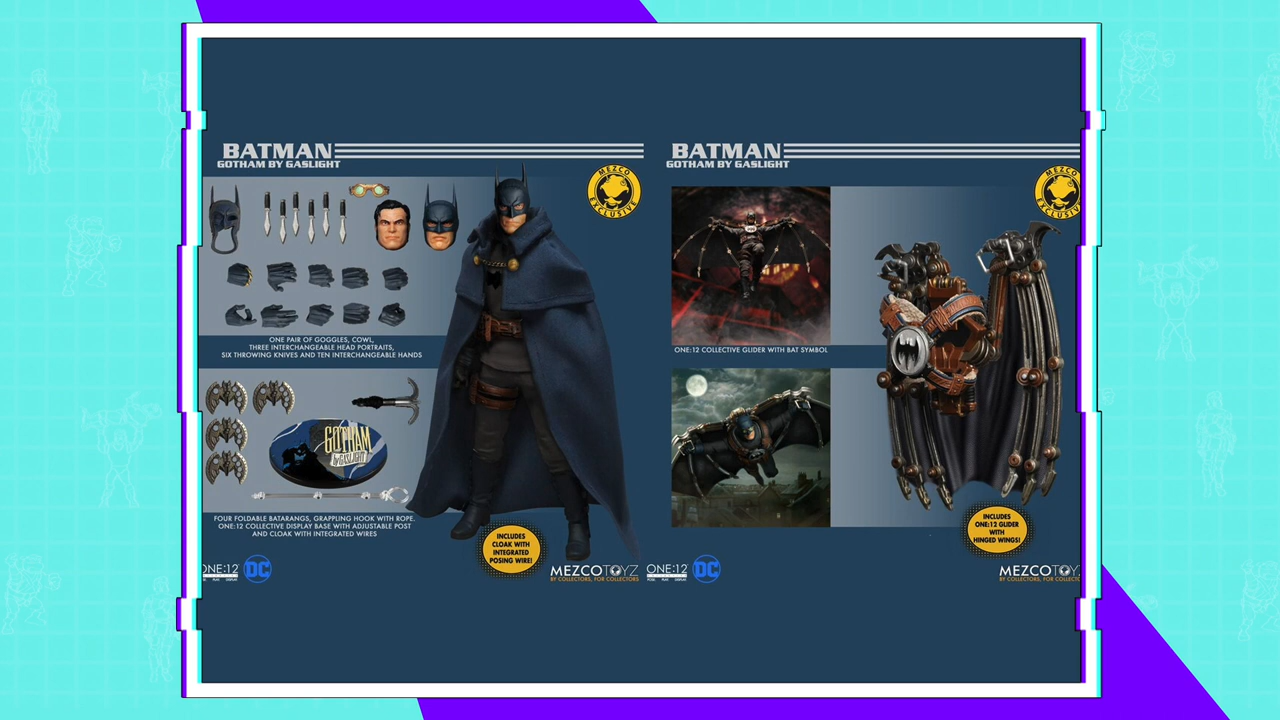 BATMAN
GOTHAM BY GASLIGHT
MEZCO
EXCLUSIVE
ONE PAIR OF GOGGLES, COWL,
THREE INTERCHANGEABLE HEAD PORTRAITS,
SIX THROWING KNIVES AND TEN INTERCHANGEABLE HANDS
GOTHAM
by GASLIGHT
FOUR FOLDABLE BATARANGS, GRAPPLING HOOK WITH ROPE.
ONE:12 COLLECTIVE DISPLAY BASE WITH ADJUSTABLE POST
AND CLOAK WITH INTEGRATED WIRES
INCLUDES
CLOAK WITH
INTEGRATED
POSING WIRE!
ONE:12
DC
MEZCOTOYZ
BY COLLECTORS, FOR COLLECTORS
BATMAN
GOTHAM BY GASLIGHT
MEZCO
EXCLUSIVE
ONE:12 COLLECTIVE GLIDER WITH BAT SYMBOL
INCLUDES
ONE:12 GLIDER
WITH
HINGED WINGS!
ONE:12
DC
MEZCOTOY
BY COLLECTORS, FOR COLLECTO